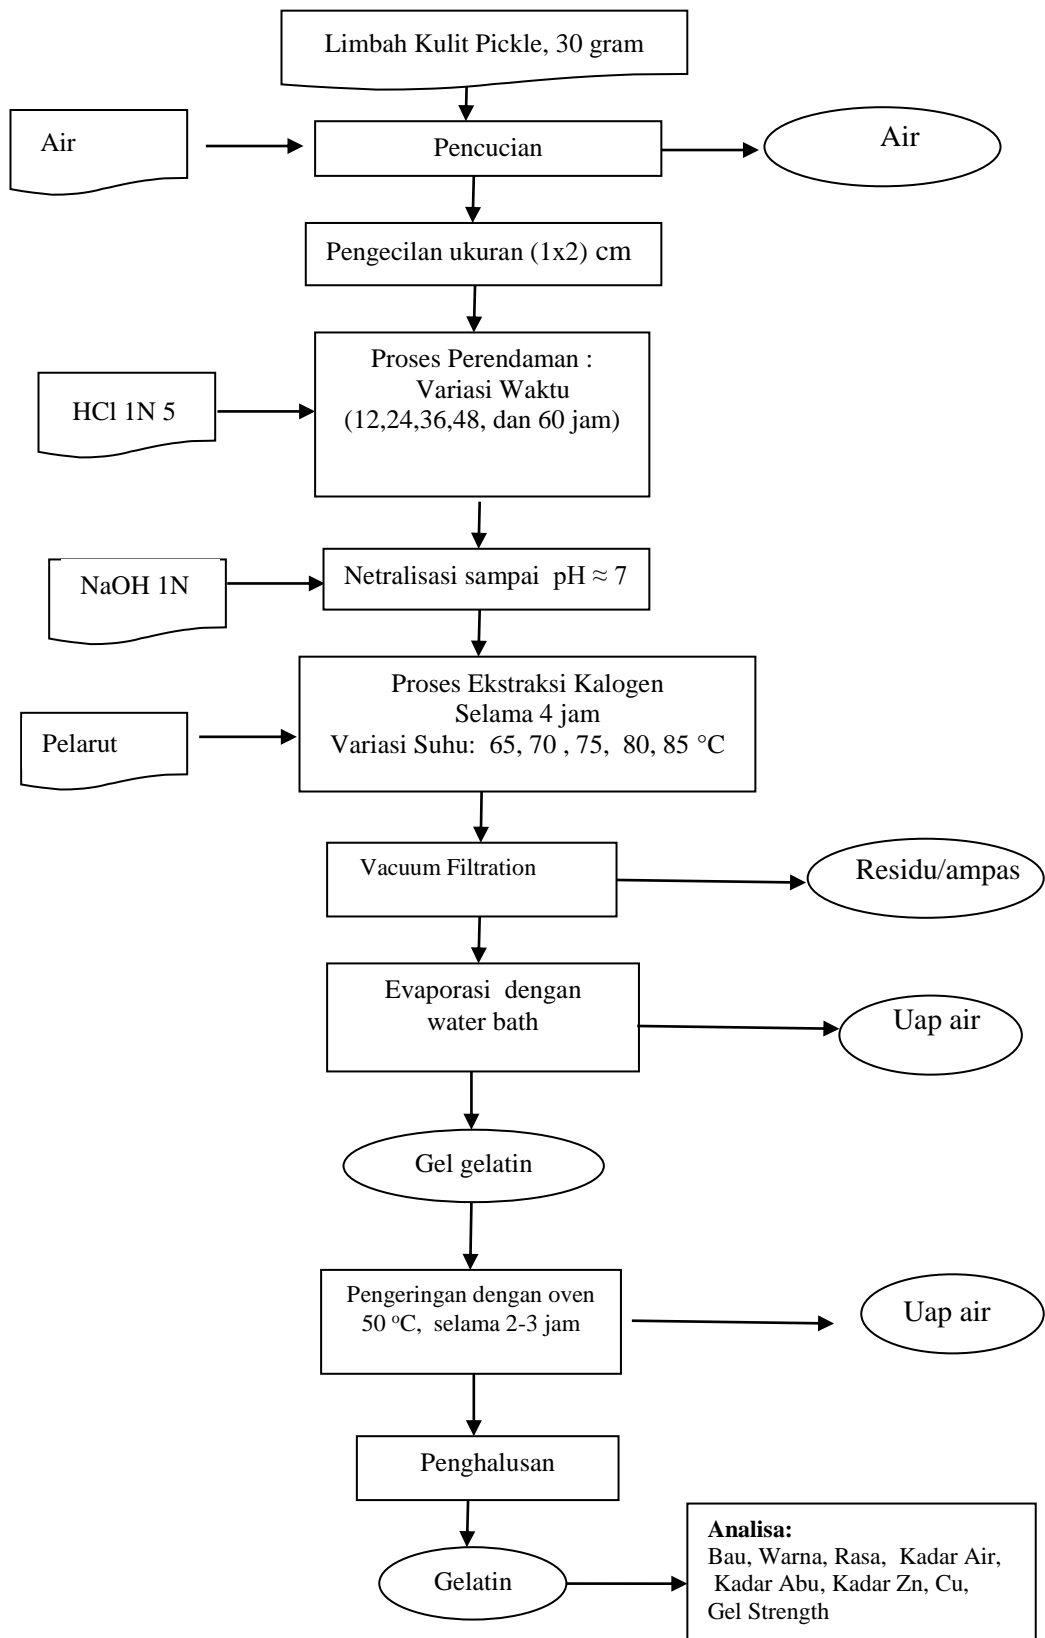 Limbah Kulit Pickle, 30 gram
Air
Pencucian
Air
Pengecilan ukuran (1x2) cm
Proses Perendaman :
Variasi Waktu
(12,24,36,48, dan 60 jam)
HCl 1N 5
Netralisasi sampai pH ≈ 7
NaOH 1N
Proses Ekstraksi Kalogen
Selama 4 jam
Variasi Suhu: 65, 70 , 75, 80, 85 °C
Pelarut
Vacuum Filtration
Residu/ampas
Evaporasi dengan
water bath
Uap air
Gel gelatin
Pengeringan dengan oven
50 ºC, selama 2-3 jam
Uap air
Penghalusan
Gelatin
Analisa:
Bau, Warna, Rasa, Kadar Air,
Kadar Abu, Kadar Zn, Cu,
Gel Strength